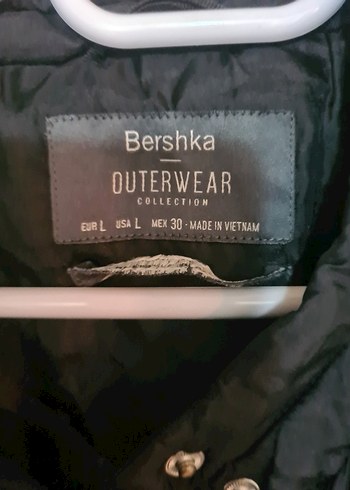 Bershka
OUTERWEAR
COLLECTION
EUR L USA L MEX 30 - MADE IN VIETNAM